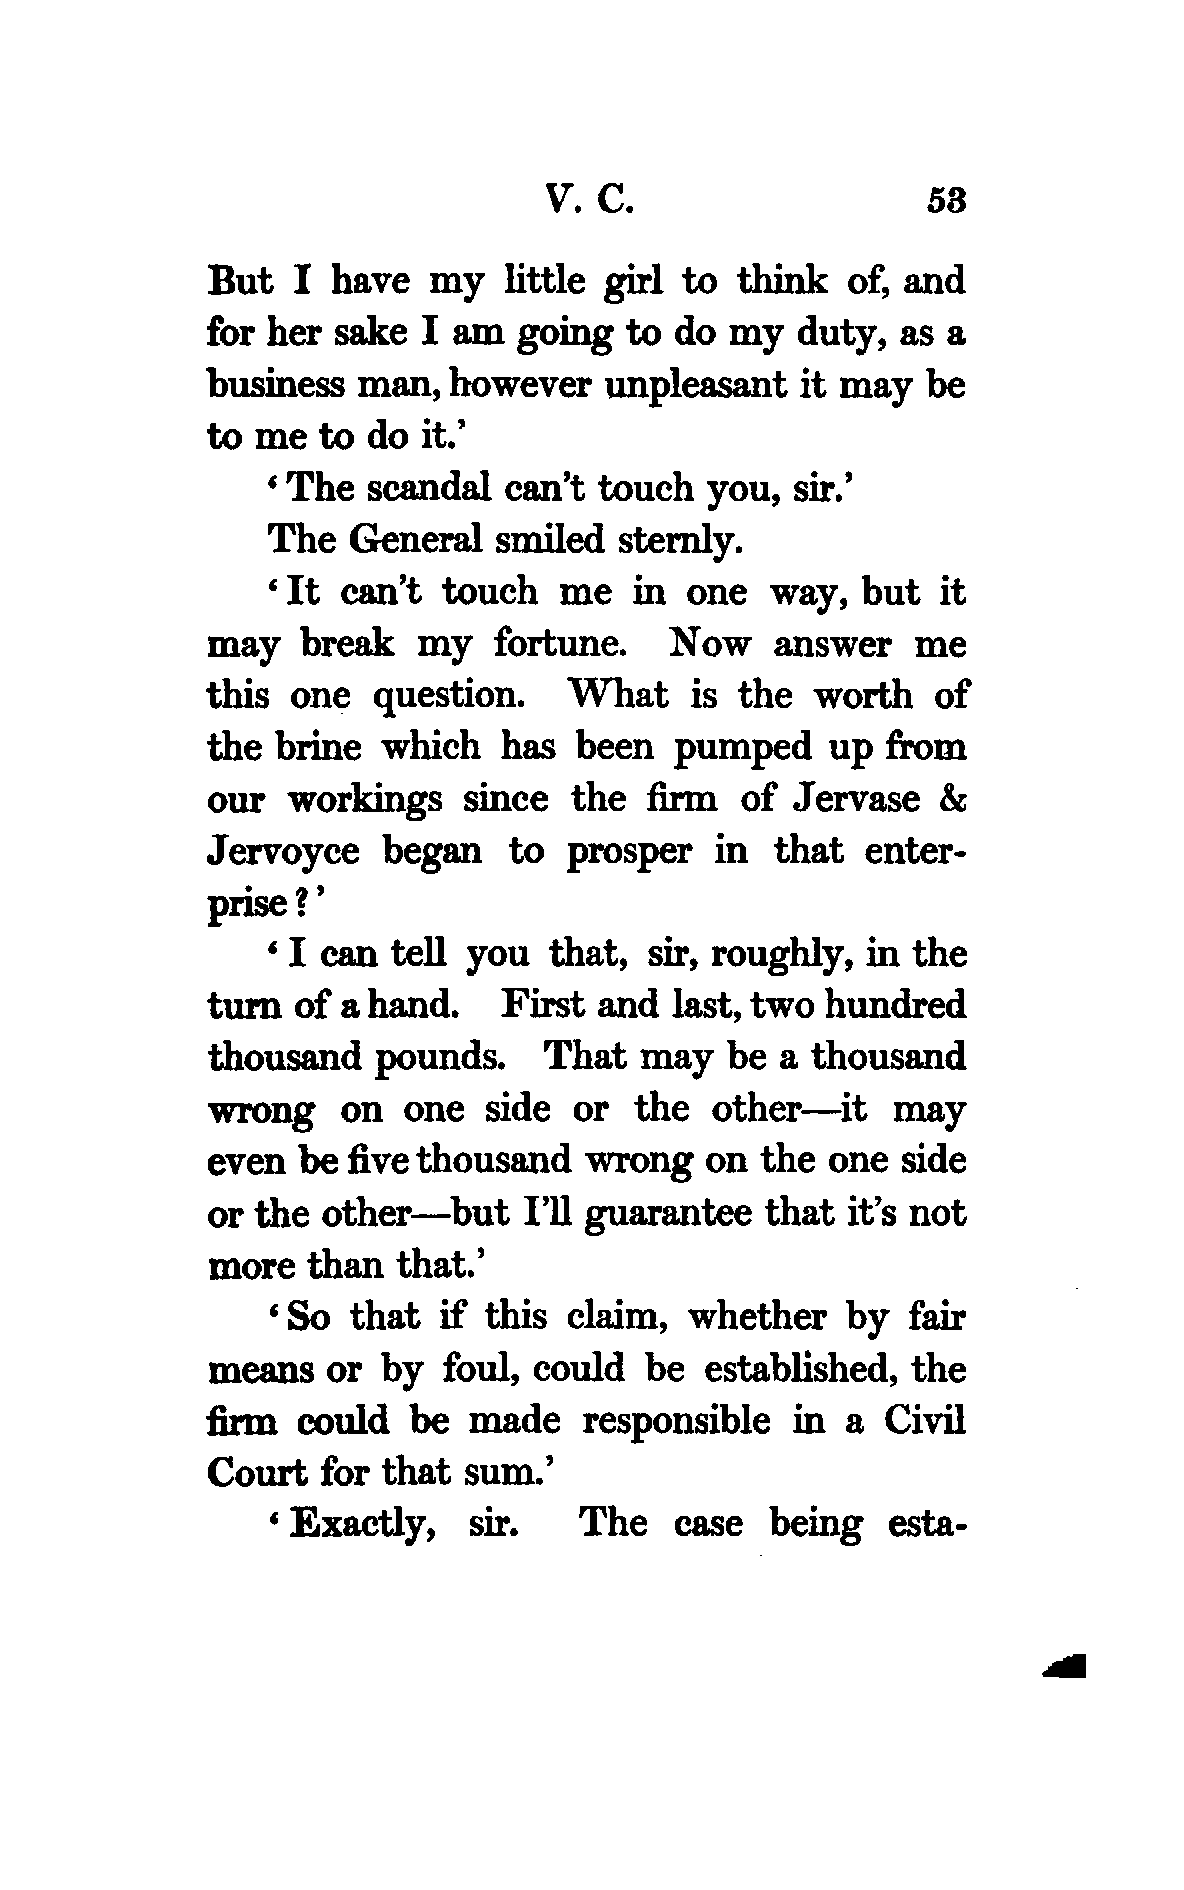 V. C. 53
But I have my little girl to think of, and
for her sake I am going to do my duty, as a
business man, however unpleasant it may be
to me to do it.’
‘The scandal can’t touch you, sir.’
The General smiled sternly.
‘It can’t touch me in one way, but it
may break my fortune. Now answer me
this one question. What is the worth of
the brine which has been pumped up from
our workings since the firm of Jervase &
Jervoyce began to prosper in that enter-
prise?’
‘I can tell you that, sir, roughly, in the
turn of a hand. First and last, two hundred
thousand pounds. That may be a thousand
wrong on one side or the other—it may
even be five thousand wrong on the one side
or the other—but I’ll guarantee that it’s not
more than that.’
‘So that if this claim, whether by fair
means or by foul, could be established, the
firm could be made responsible in a Civil
Court for that sum.’
‘Exactly, sir. The case being esta-